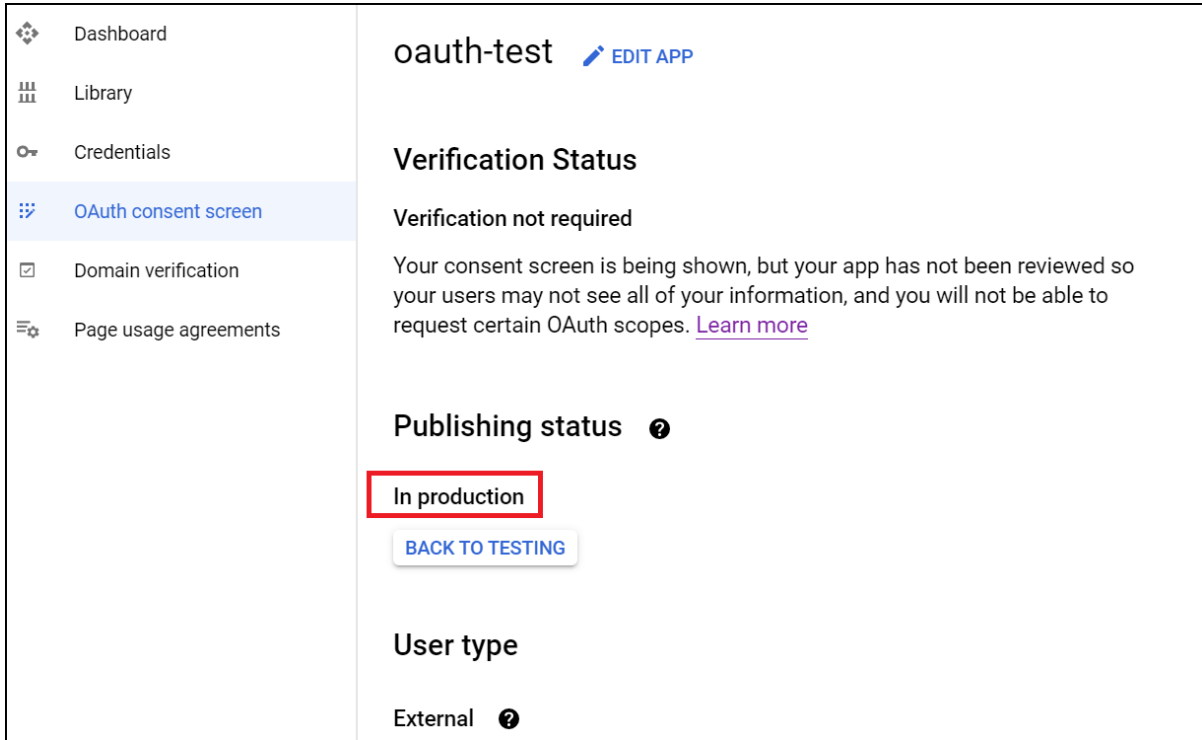 Dashboard
Library
Credentials
OAuth consent screen
Domain verification
Page usage agreements
oauth-test EDIT APP
Verification Status
Verification not required
Your consent screen is being shown, but your app has not been reviewed so
your users may not see all of your information, and you will not be able to
request certain OAuth scopes. Learn more
Publishing status ?
In production
BACK TO TESTING
User type
External ?